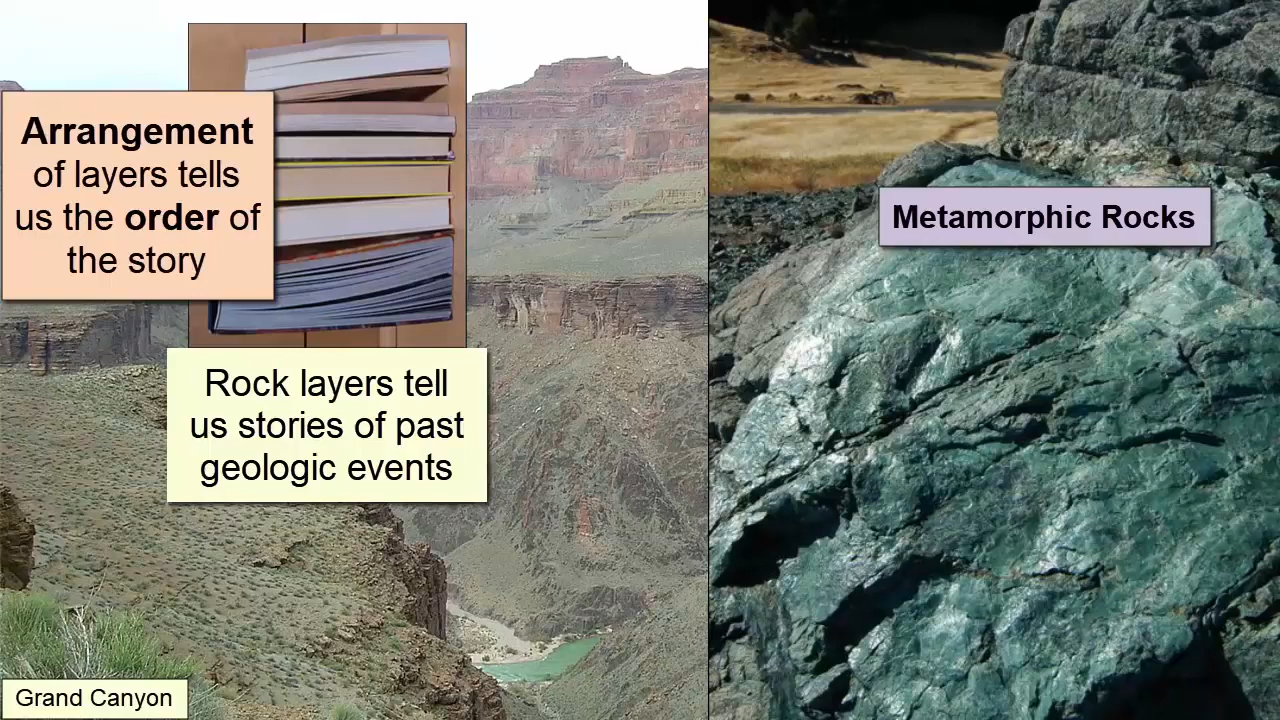 Arrangement
of layers tells
us the order of
the story
Rock layers tell
us stories of past
geologic events
Grand Canyon
Metamorphic Rocks